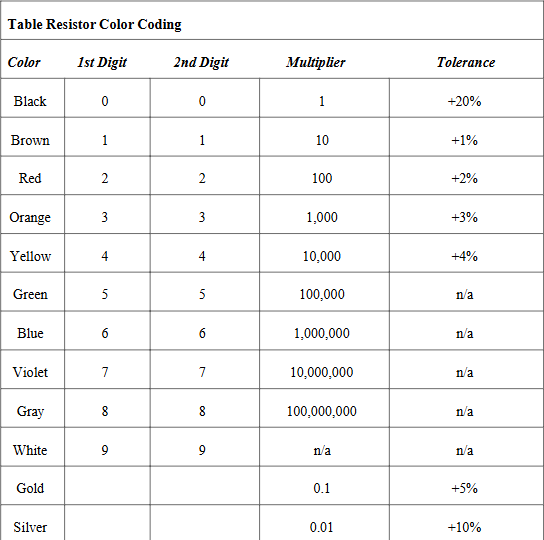 Table Resistor Color Coding
Color 1st Digit 2nd Digit Multiplier Tolerance
Black 0 0 1 +20%
Brown 1 1 10 +1%
Red 2 2 100 +2%
Orange 3 3 1,000 +3%
Yellow 4 4 10,000 +4%
Green 5 5 100,000 n/a
Blue 6 6 1,000,000 n/a
Violet 7 7 10,000,000 n/a
Gray 8 8 100,000,000 n/a
White 9 9 n/a n/a
Gold 0.1 +5%
Silver 0.01 +10%